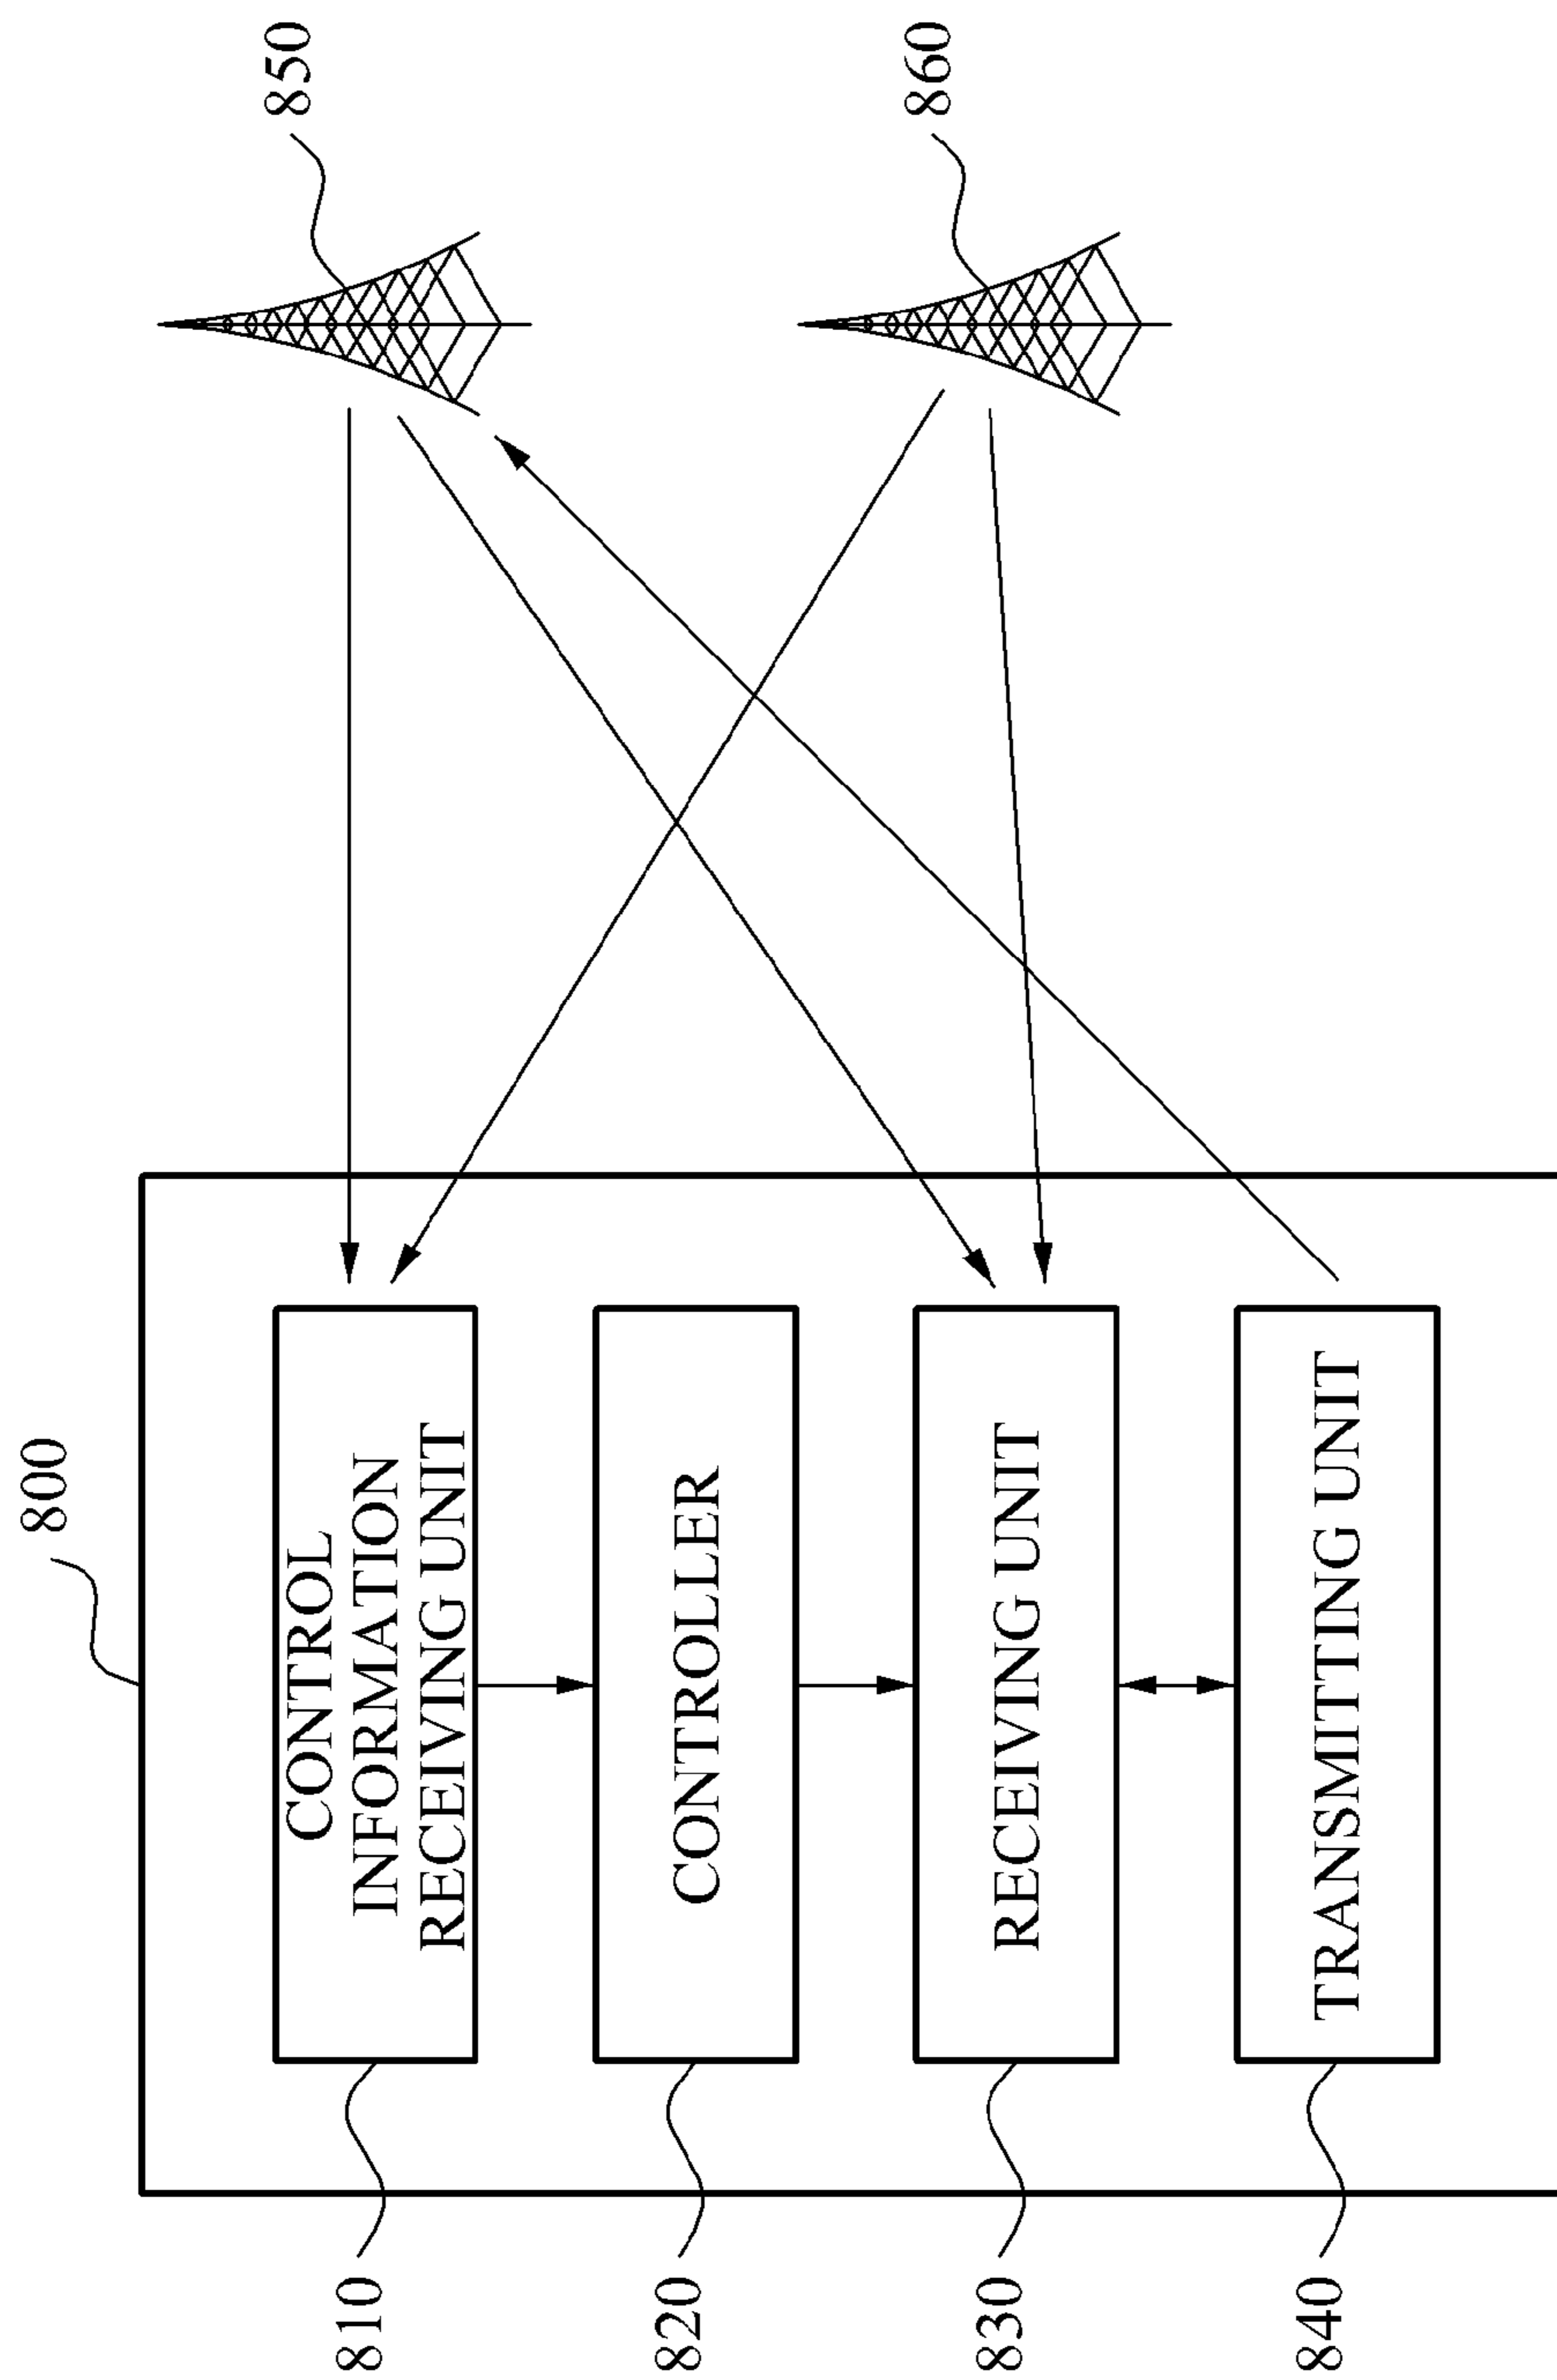 800
810
CONTROL
INFORMATION
RECEIVING UNIT
850
820
CONTROLLER
830
RECEIVING UNIT
860
840
TRANSMITTING UNIT